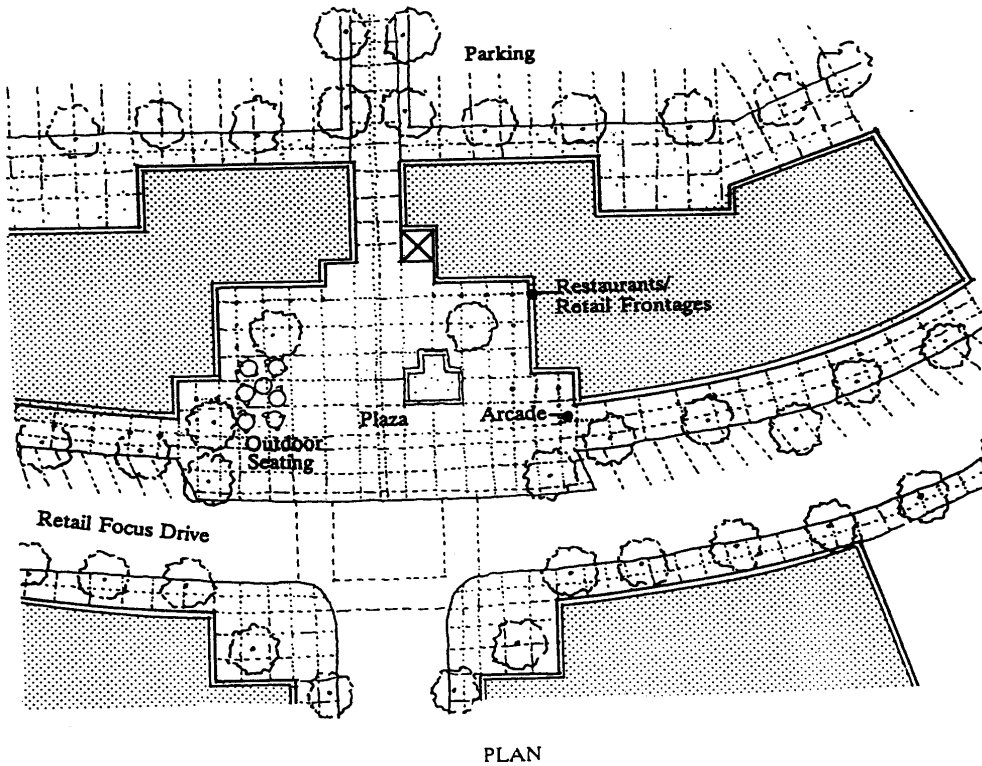 Parking
Restaurants/
Retail Frontages
Plaza
Arcade
Outdoor
Seating
Retail Focus Drive
PLAN